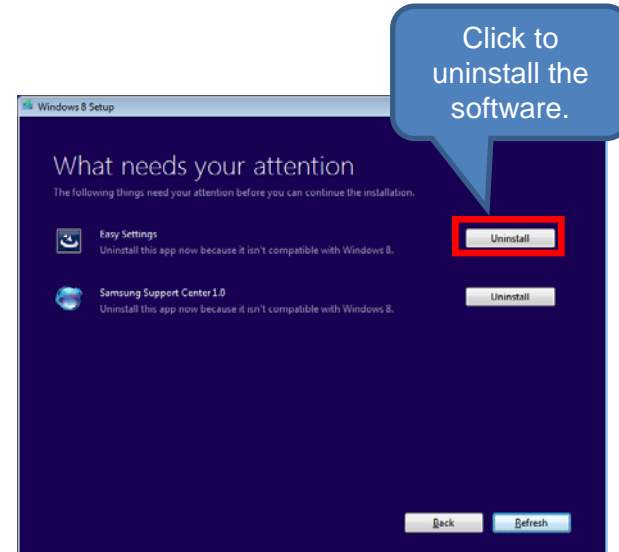 Click to
uninstall the
software.
Windows 8 Setup
What needs your attention
The following things need your attention before you can continue the installation.
Easy Settings
Uninstall this app now because it isn't compatible with Windows 8.
Uninstall
Samsung Support Center 1.0
Uninstall this app now because it isn't compatible with Windows 8.
Uninstall
Back
Refresh